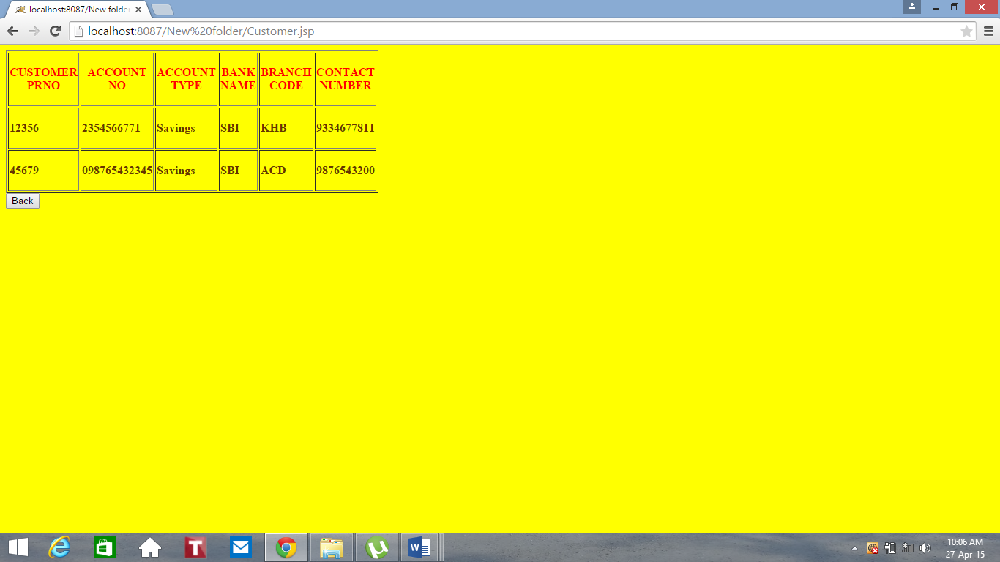 localhost:8087/New folder
localhost:8087/New%20folder/Customer.jsp
CUSTOMER PRNO ACCOUNT NO ACCOUNT TYPE BANK NAME BRANCH CODE CONTACT NUMBER
12356 2354566771 Savings SBI KHB 9334677811
45679 098765432345 Savings SBI ACD 9876543200
Back
10:06 AM
27-Apr-15